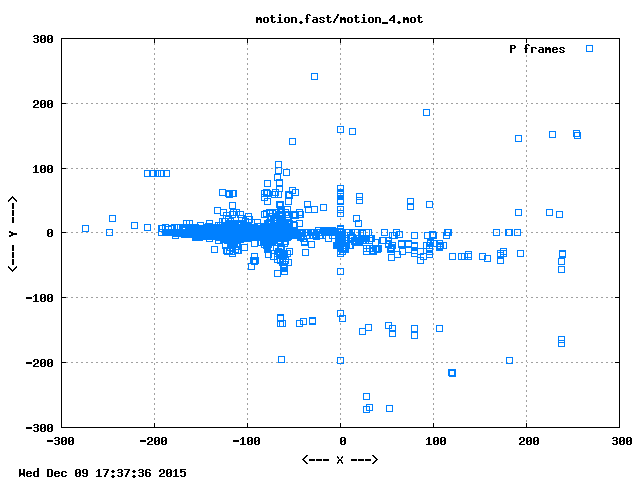 motion.fast/motion_4.mot
P frames
300
200
100
0
-100
-200
-300
<--- Y --->
-300 -200 -100 0 100 200 300
<--- X --->
Wed Dec 09 17:37:36 2015